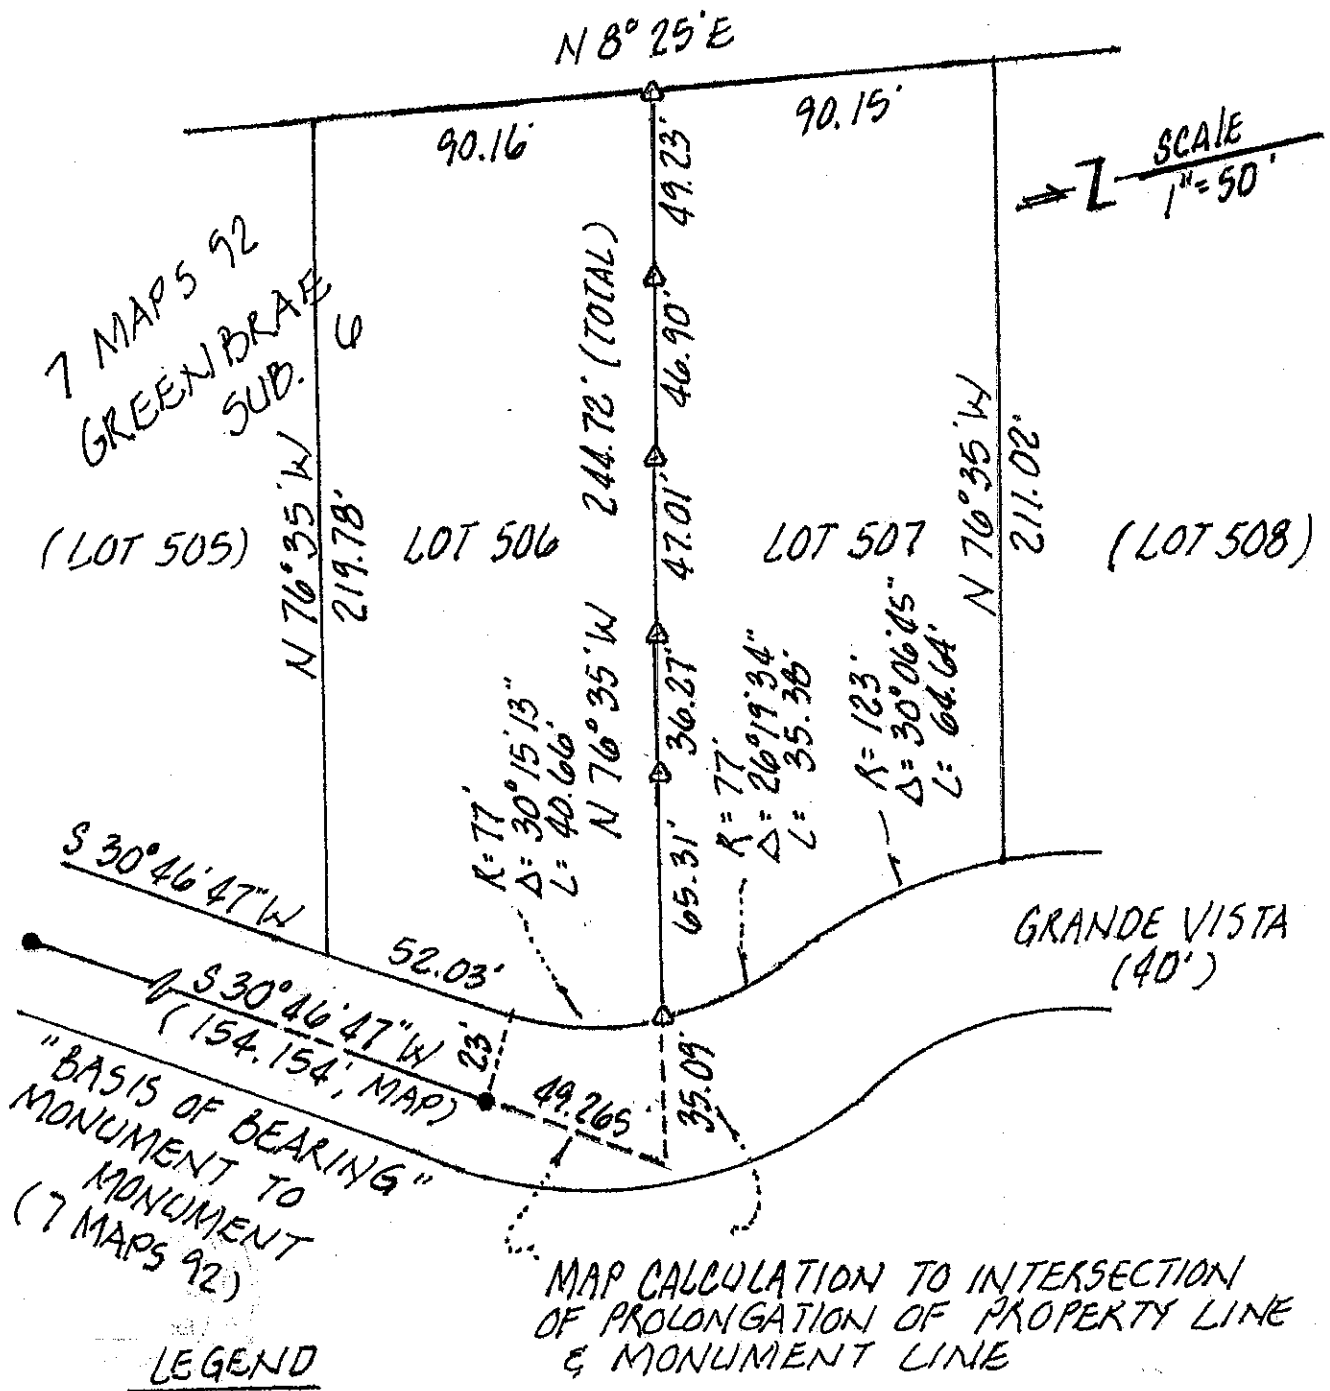 N 8° 25' E
90.16'
90.15'
SCALE
1" = 50'
7 MAPS 92
GREENBRAE
SUB. 6
49.23'
46.90'
47.01'
36.27'
65.31'
244.72' (TOTAL)
N 76° 35' W
(LOT 505)
N 76° 35' W
219.78'
LOT 506
LOT 507
N 76° 35' W
211.02'
(LOT 508)
R= 77'
Δ= 30° 15' 13"
L= 40.66'
R= 77'
Δ= 26° 19' 34"
L= 35.38'
R= 123'
Δ= 30° 06' 45"
L= 64.64'
S 30° 46' 47" W
52.03'
GRANDE VISTA
(40')
S 30° 46' 47" W
(154.154', MAP)
23'
49.265
35.09'
"BASIS OF BEARING"
MONUMENT TO
MONUMENT
(7 MAPS 92)
MAP CALCULATION TO INTERSECTION
OF PROLONGATION OF PROPERTY LINE
& MONUMENT LINE
LEGEND